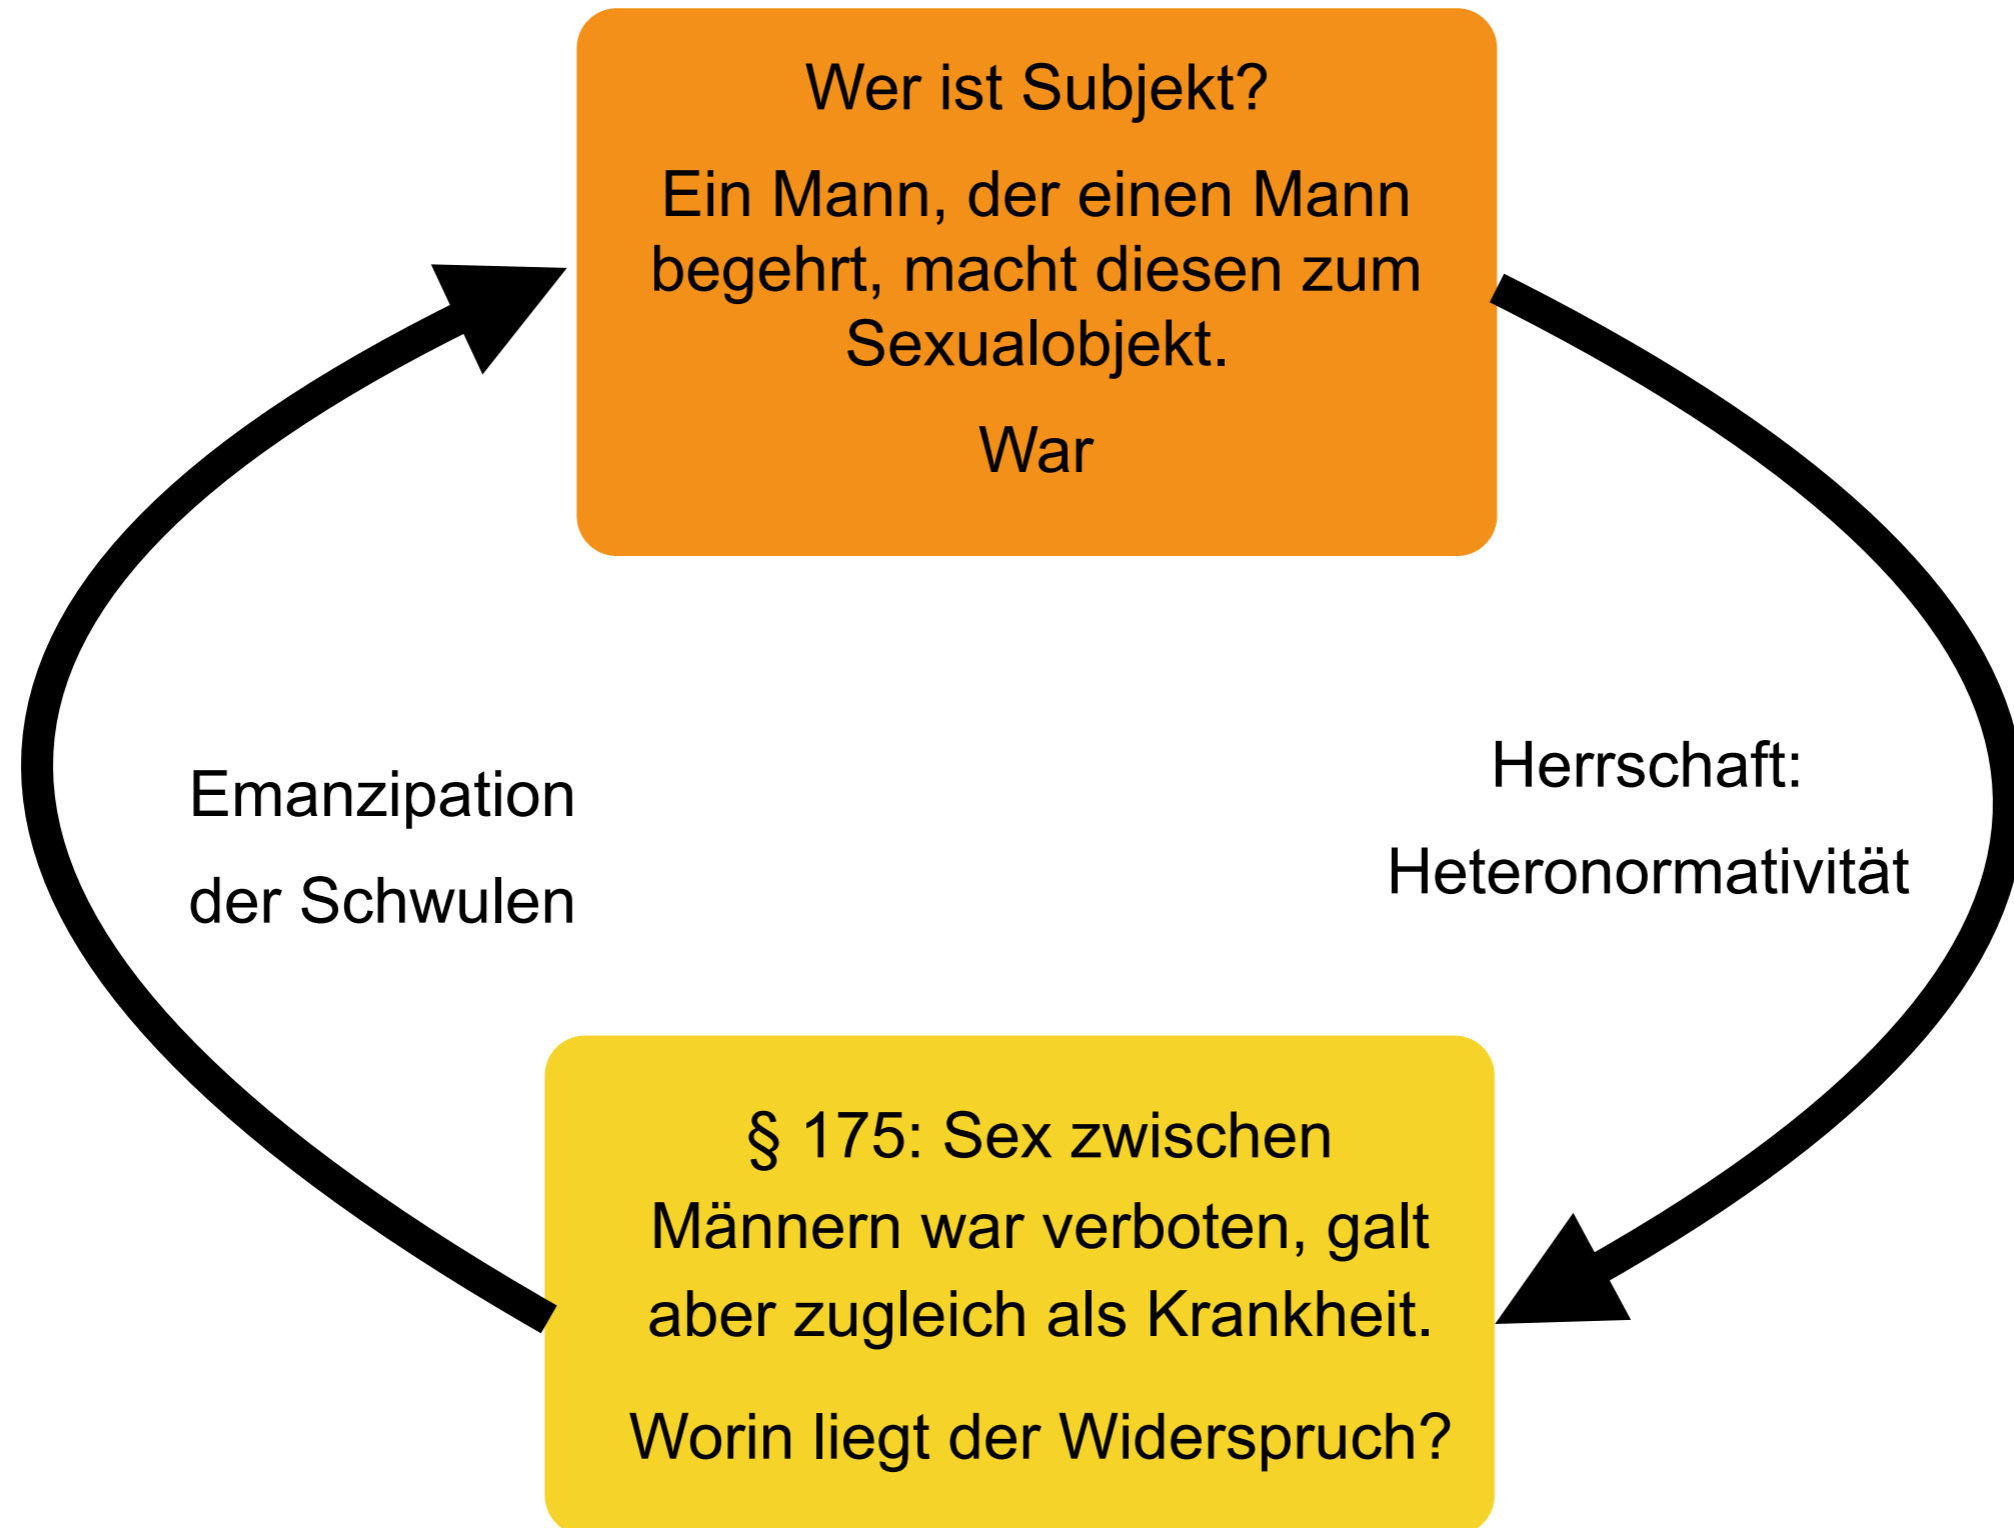 Wer ist Subjekt?
Ein Mann, der einen Mann
begehrt, macht diesen zum
Sexualobjekt.
War
Emanzipation
der Schwulen
Herrschaft:
Heteronormativität
§ 175: Sex zwischen
Männern war verboten, galt
aber zugleich als Krankheit.
Worin liegt der Widerspruch?